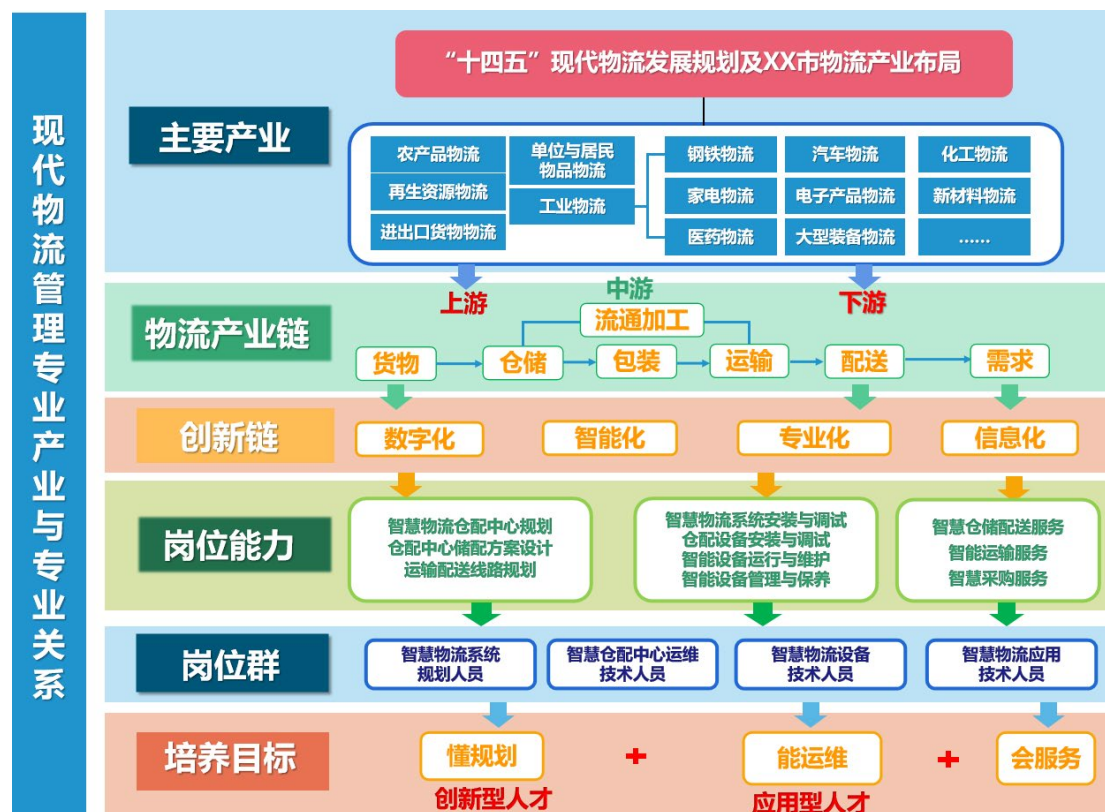 现代物流管理专业产业与专业关系
“十四五”现代物流发展规划及XX市物流产业布局
主要产业
农产品物流
再生资源物流
进出口货物物流
单位与居民
物品物流
工业物流
钢铁物流
汽车物流
化工物流
家电物流
电子产品物流
新材料物流
医药物流
大型装备物流
......
上游
中游
下游
物流产业链
流通加工
货物
仓储
包装
运输
配送
需求
创新链
数字化
智能化
专业化
信息化
岗位能力
智慧物流仓配中心规划
仓配中心储配方案设计
运输配送线路规划
智慧物流系统安装与调试
仓配设备安装与调试
智能设备运行与维护
智能设备管理与保养
智慧仓储配送服务
智能运输服务
智慧采购服务
岗位群
智慧物流系统
规划人员
智慧仓配中心运维
技术人员
智慧物流设备
技术人员
智慧物流应用
技术人员
培养目标
懂规划
+
能运维
+
会服务
创新型人才
应用型人才